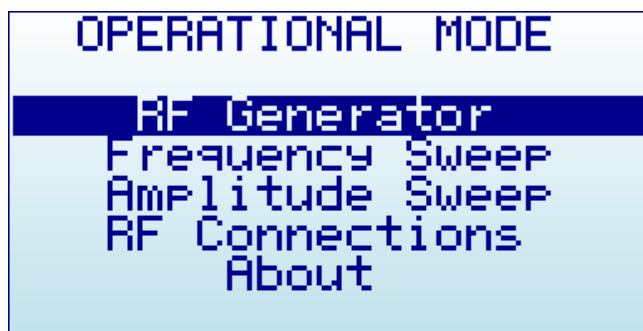 OPERATIONAL MODE
RF Generator
Frequency Sweep
Amplitude Sweep
RF Connections
About